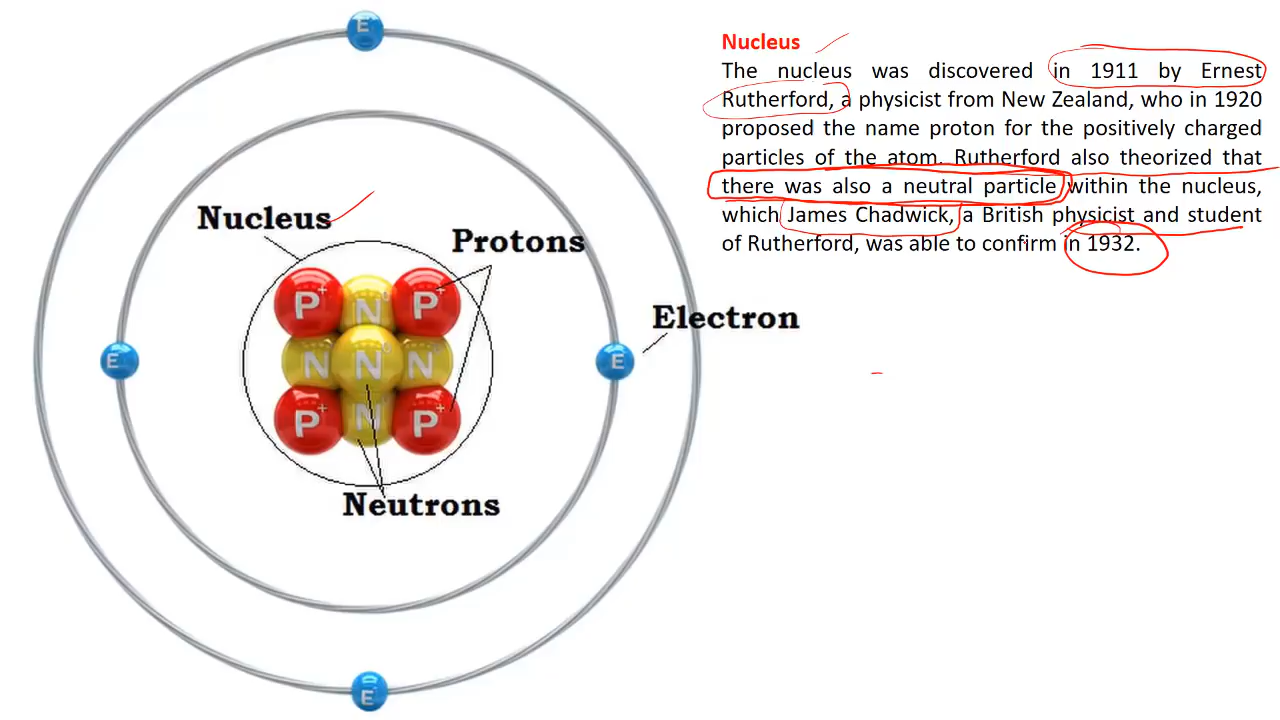 Nucleus
The nucleus was discovered in 1911 by Ernest
Rutherford, a physicist from New Zealand, who in 1920
proposed the name proton for the positively charged
particles of the atom. Rutherford also theorized that
there was also a neutral particle within the nucleus,
which James Chadwick, a British physicist and student
of Rutherford, was able to confirm in 1932.
E
Nucleus
Protons
P+ N0 P+
Electron
E N N0 N0 E
P+ N P+
Neutrons
E